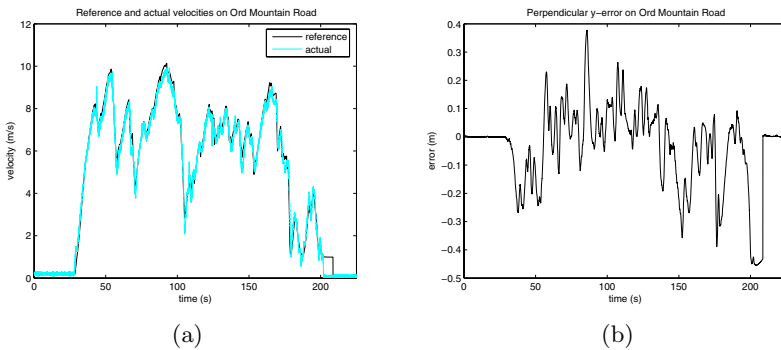 Reference and actual velocities on Ord Mountain Road
12
10
8
6
4
2
0
velocity (m/s)
reference
actual
0
50
100
150
200
time (s)
(a)
Perpendicular y−error on Ord Mountain Road
0.4
0.3
0.2
0.1
0
−0.1
−0.2
−0.3
−0.4
−0.5
error (m)
0
50
100
150
200
time (s)
(b)